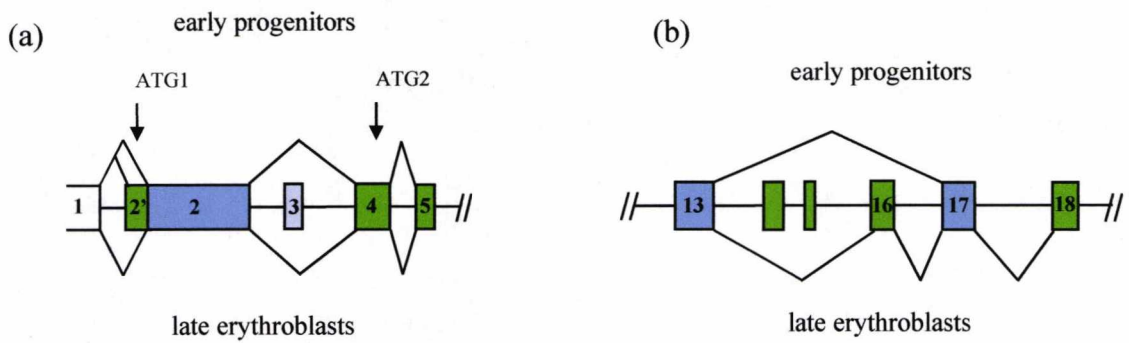 (a)
early progenitors
ATG1 ATG2
1 2' 2 3 4 5 //
late erythroblasts
(b)
early progenitors
// 13 16 17 18 //
late erythroblasts